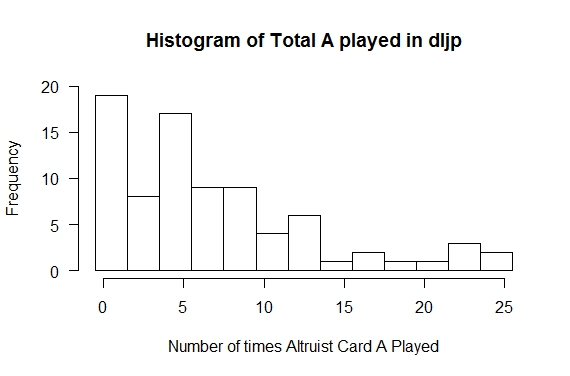 Histogram of Total A played in dljp
Frequency
20
15
10
5
0
0 5 10 15 20 25
Number of times Altruist Card A Played